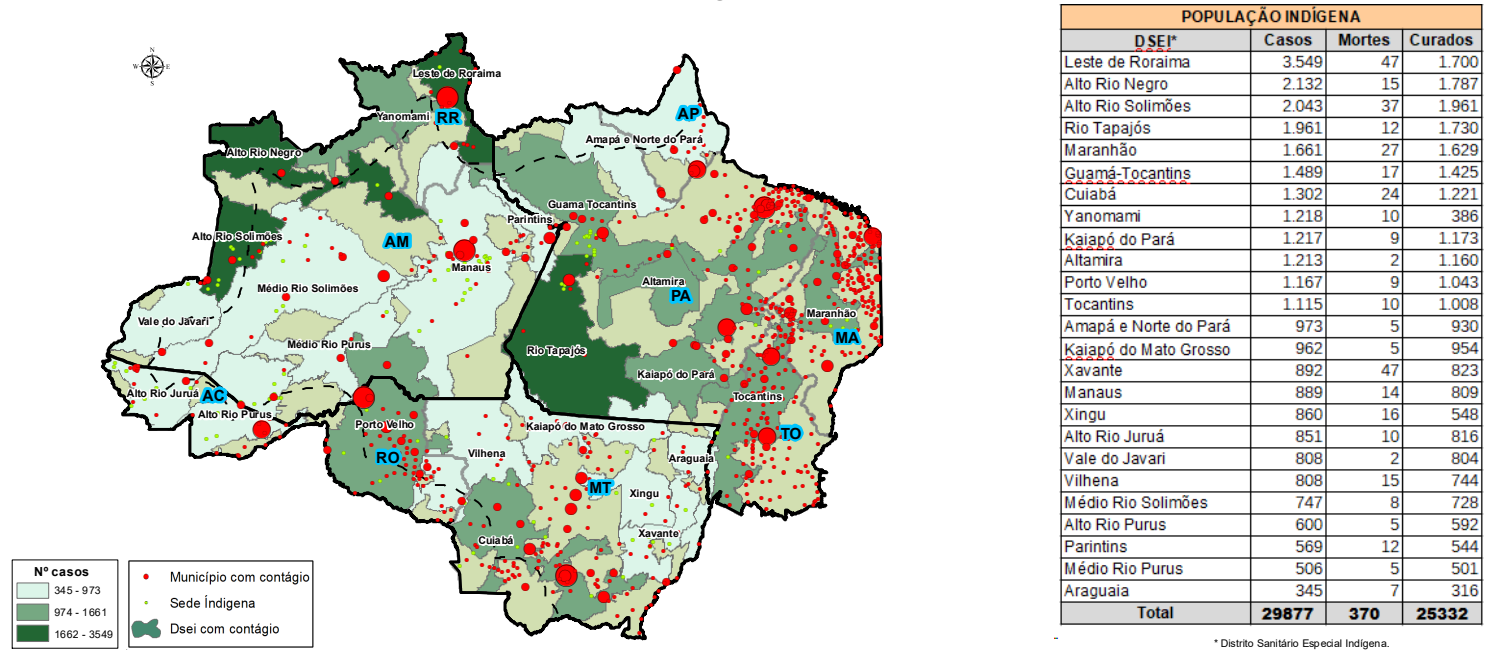 N
W E
S
Leste de Roraima
Yanomami
RR
AP
Amapá e Norte do Pará
Alto Rio Negro
Guama Tocantins
Parintins
Alto Rio Solimões
AM
Manaus
Médio Rio Solimões
Altamira
PA
Maranhão
MA
Vale do Javari
Médio Rio Purus
Rio Tapajós
Kaiapó do Pará
Alto Rio Juruá
AC
Alto Rio Purus
Tocantins
TO
Porto Velho
RO
Kaiapó do Mato Grosso
Vilhena
Araguaia
MT
Xingu
Xavante
Cuiabá
Nº casos
345 - 973
974 - 1661
1662 - 3549
Município com contágio
Sede Índigena
Dsei com contágio
POPULAÇÃO INDÍGENA
DSEI* Casos Mortes Curados
Leste de Roraima 3.549 47 1.700
Alto Rio Negro 2.132 15 1.787
Alto Rio Solimões 2.043 37 1.961
Rio Tapajós 1.961 12 1.730
Maranhão 1.661 27 1.629
Guamá-Tocantins 1.489 17 1.425
Cuiabá 1.302 24 1.221
Yanomami 1.218 10 386
Kaiapó do Pará 1.217 9 1.173
Altamira 1.213 2 1.160
Porto Velho 1.167 9 1.043
Tocantins 1.115 10 1.008
Amapá e Norte do Pará 973 5 930
Kaiapó do Mato Grosso 962 5 954
Xavante 892 47 823
Manaus 889 14 809
Xingu 860 16 548
Alto Rio Juruá 851 10 816
Vale do Javari 808 2 804
Vilhena 808 15 744
Médio Rio Solimões 747 8 728
Alto Rio Purus 600 5 592
Parintins 569 12 544
Médio Rio Purus 506 5 501
Araguaia 345 7 316
Total 29877 370 25332
* Distrito Sanitário Especial Indígena.